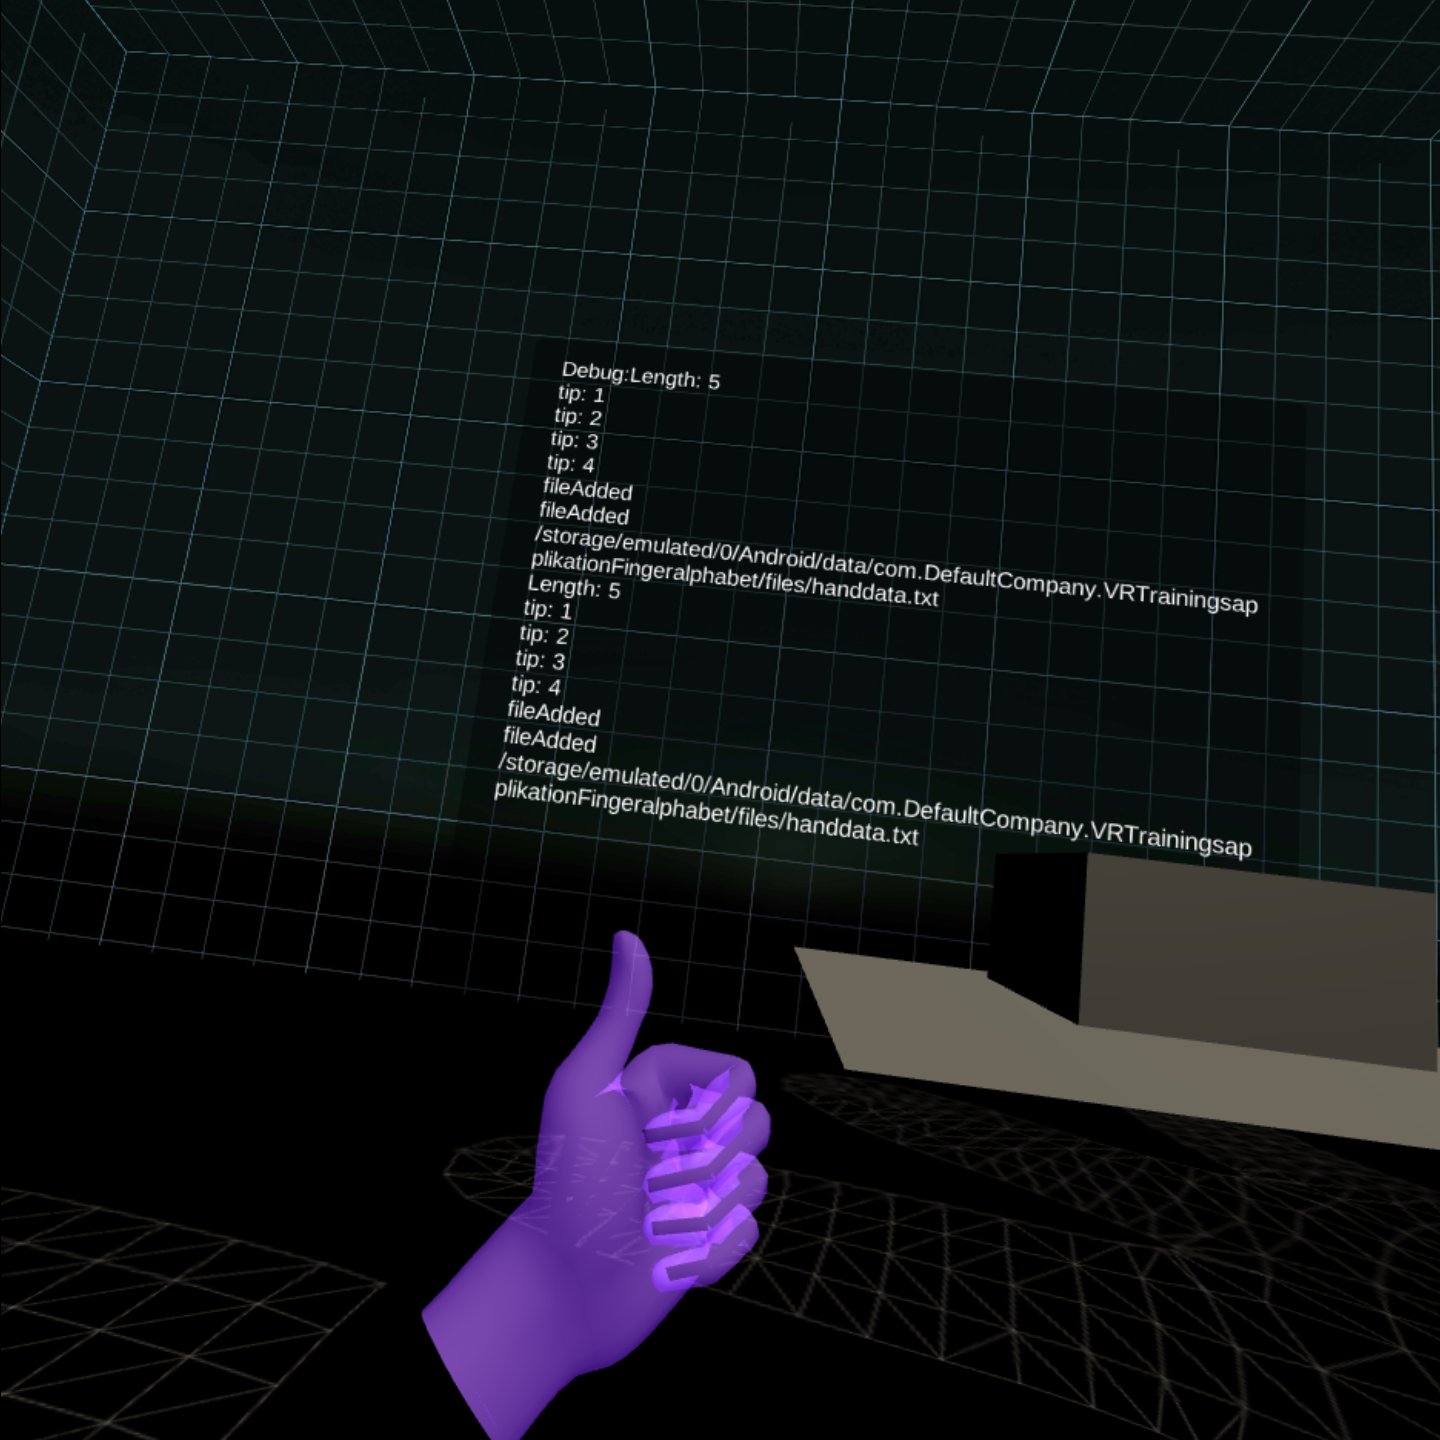 Debug:Length: 5
tip: 1
tip: 2
tip: 3
tip: 4
fileAdded
fileAdded
/storage/emulated/0/Android/data/com.DefaultCompany.VRTrainingsap
plikationFingeralphabet/files/handdata.txt
Length: 5
tip: 1
tip: 2
tip: 3
tip: 4
fileAdded
fileAdded
/storage/emulated/0/Android/data/com.DefaultCompany.VRTrainingsap
plikationFingeralphabet/files/handdata.txt